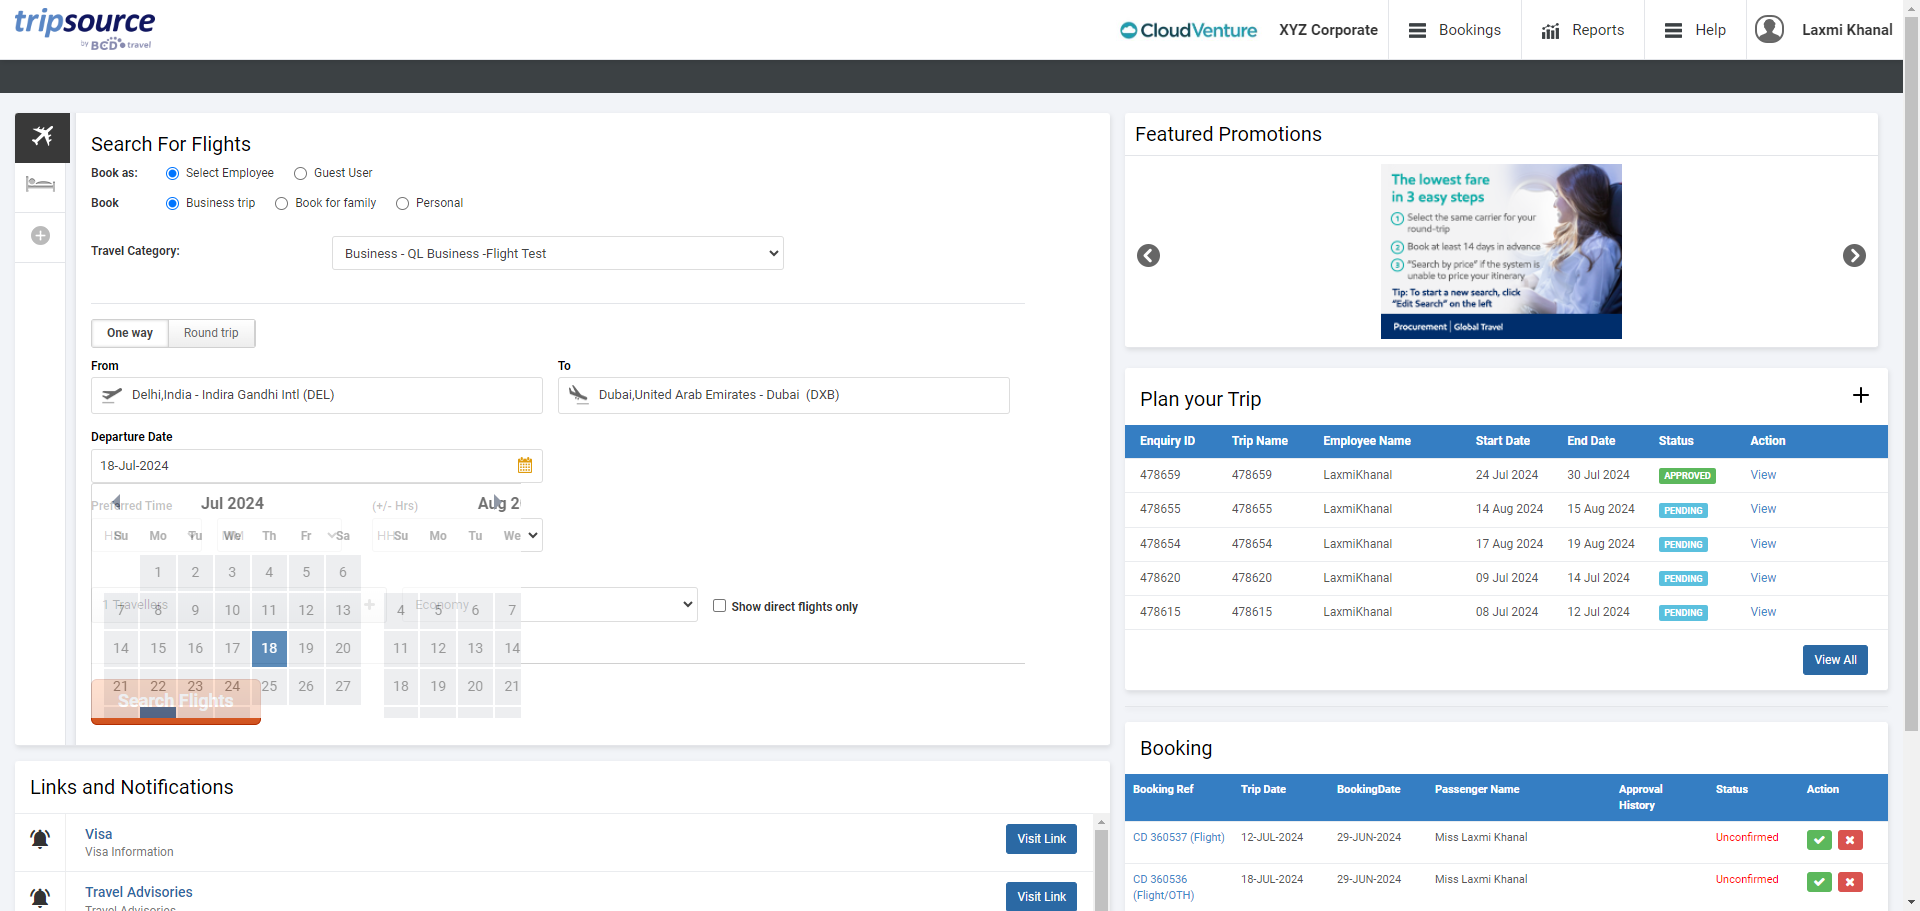 tripsource
by BCD travel
CloudVenture
XYZ Corporate
Bookings
Reports
Help
Laxmi Khanal
Search For Flights
Book as:
Select Employee
Guest User
Book
Business trip
Book for family
Personal
Travel Category:
Business - QL Business -Flight Test
One way
Round trip
From
To
Delhi,India - Indira Gandhi Intl (DEL)
Dubai,United Arab Emirates - Dubai (DXB)
Departure Date
18-Jul-2024
Preferred Time
(+/- Hrs)
Jul 2024
Su Mo Tu We Th Fr Sa
1 2 3 4 5 6
7 8 9 10 11 12 13
14 15 16 17 18 19 20
21 22 23 24 25 26 27
Aug 2
Su Mo Tu We
4 5 6 7
11 12 13 14
18 19 20 21
1 Travellers
Economy
Show direct flights only
Search Flights
Links and Notifications
Visa
Visa Information
Visit Link
Travel Advisories
Travel Advisories
Visit Link
Featured Promotions
The lowest fare
in 3 easy steps
1 Select the same carrier for your
round-trip
2 Book at least 14 days in advance
3 "Search by price" if the system is
unable to price your itinerary
Tip: To start a new search, click
"Edit Search" on the left
Procurement | Global Travel
Plan your Trip
Enquiry ID Trip Name Employee Name Start Date End Date Status Action
478659 478659 LaxmiKhanal 24 Jul 2024 30 Jul 2024 APPROVED View
478655 478655 LaxmiKhanal 14 Aug 2024 15 Aug 2024 PENDING View
478654 478654 LaxmiKhanal 17 Aug 2024 19 Aug 2024 PENDING View
478620 478620 LaxmiKhanal 09 Jul 2024 14 Jul 2024 PENDING View
478615 478615 LaxmiKhanal 08 Jul 2024 12 Jul 2024 PENDING View
View All
Booking
Booking Ref Trip Date BookingDate Passenger Name Approval History Status Action
CD 360537 (Flight) 12-JUL-2024 29-JUN-2024 Miss Laxmi Khanal Unconfirmed
CD 360536 18-JUL-2024 29-JUN-2024 Miss Laxmi Khanal Unconfirmed
(Flight/OTH)